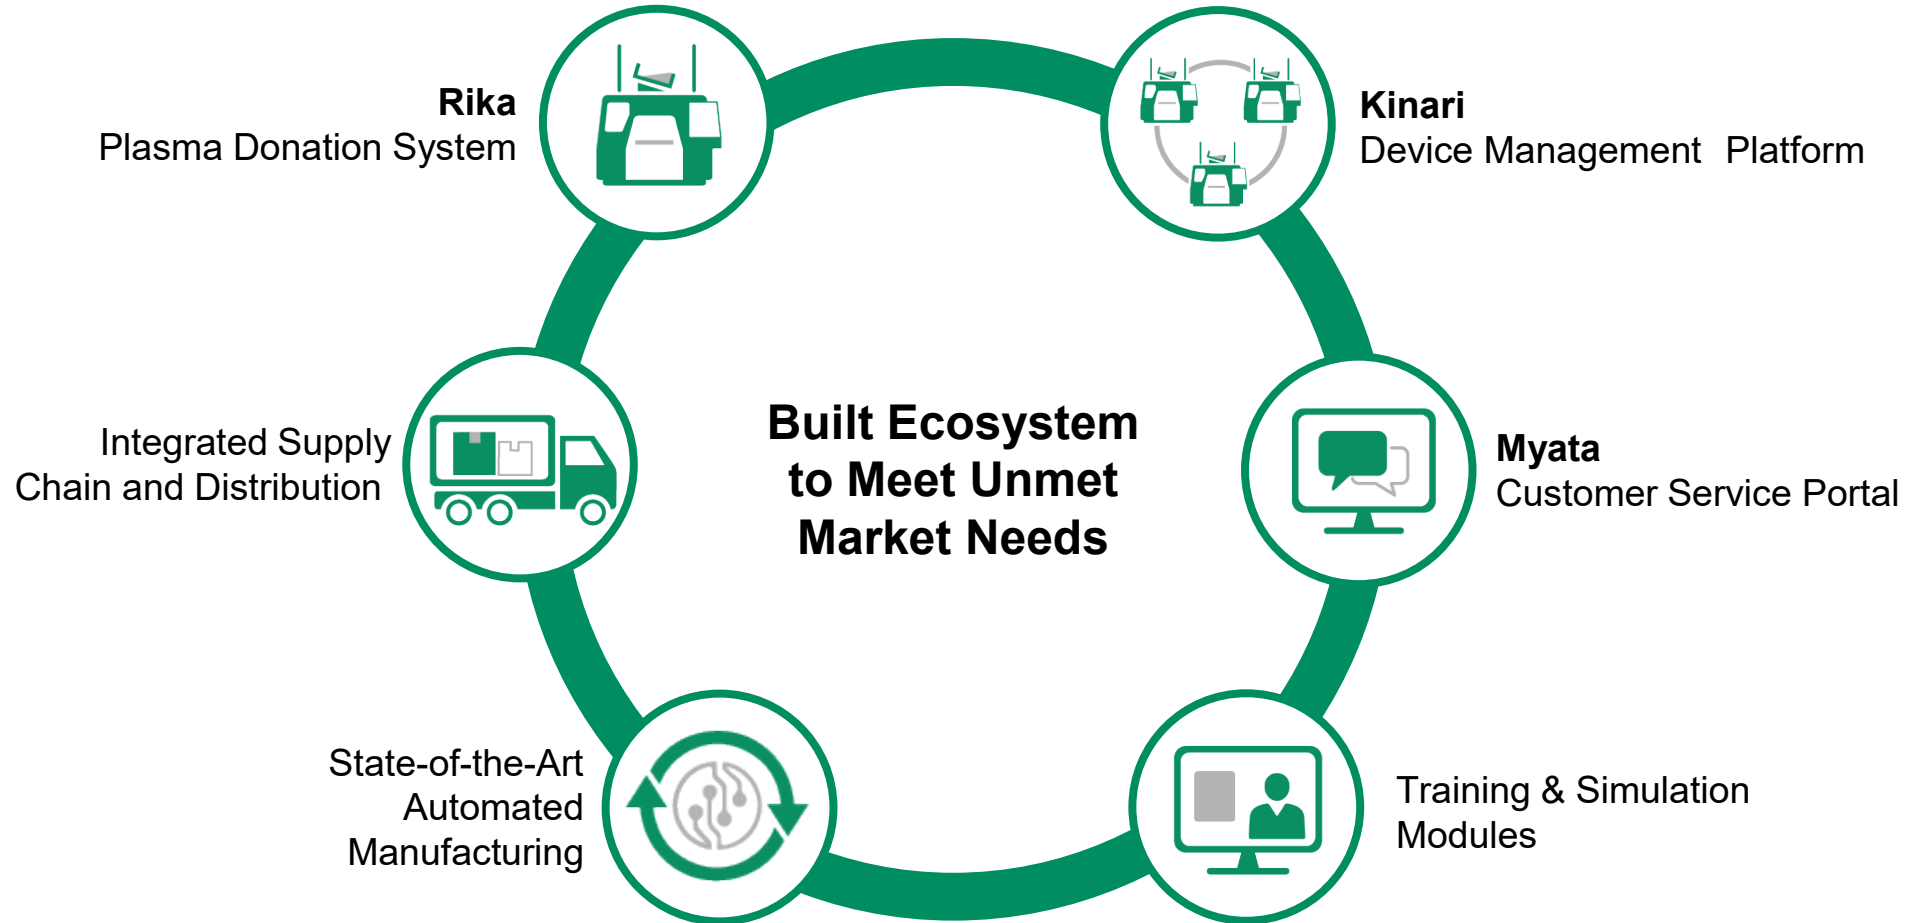 Rika
Plasma Donation System
Kinari
Device Management Platform
Integrated Supply
Chain and Distribution
Built Ecosystem
to Meet Unmet
Market Needs
Myata
Customer Service Portal
State-of-the-Art
Automated
Manufacturing
Training & Simulation
Modules